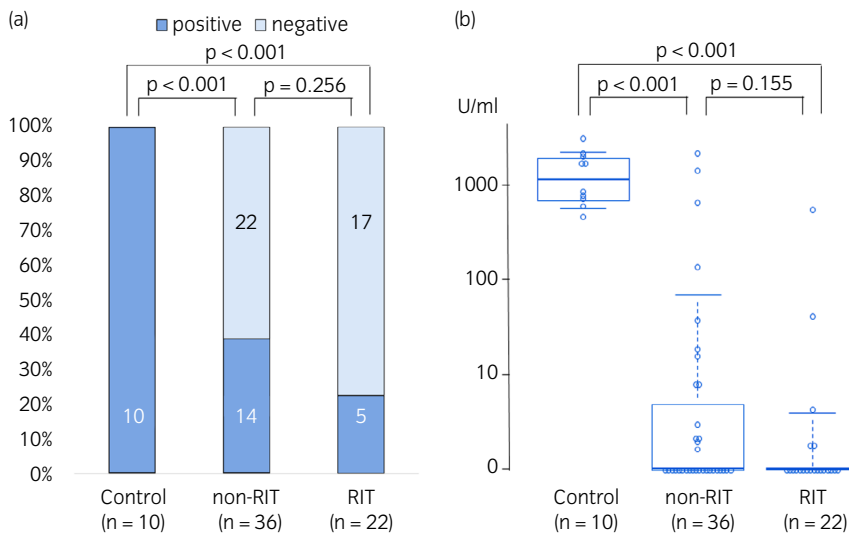 (a)
positive negative
p < 0.001
p < 0.001 p = 0.256
100%
90%
80%
70%
60%
50%
40%
30%
20%
10%
0%
22 17
10 14 5
Control non-RIT RIT
(n = 10) (n = 36) (n = 22)
(b)
p < 0.001
p < 0.001 p = 0.155
U/ml
1000
100
10
0
Control non-RIT RIT
(n = 10) (n = 36) (n = 22)